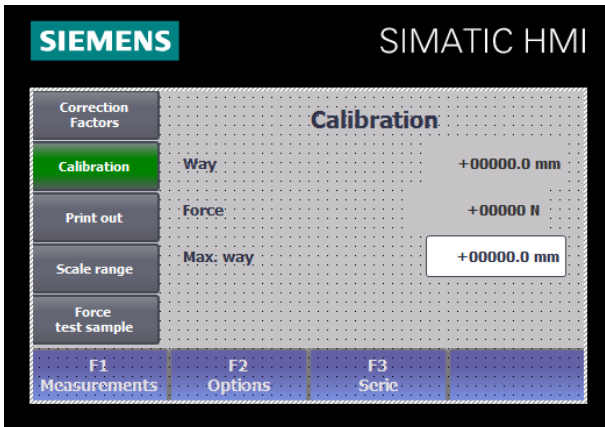 SIEMENS
SIMATIC HMI
Correction
Factors
Calibration
Calibration
Way
+00000.0 mm
Print out
Force
+00000 N
Scale range
Max. way
+00000.0 mm
Force
test sample
F1
Measurements
F2
Options
F3
Serie